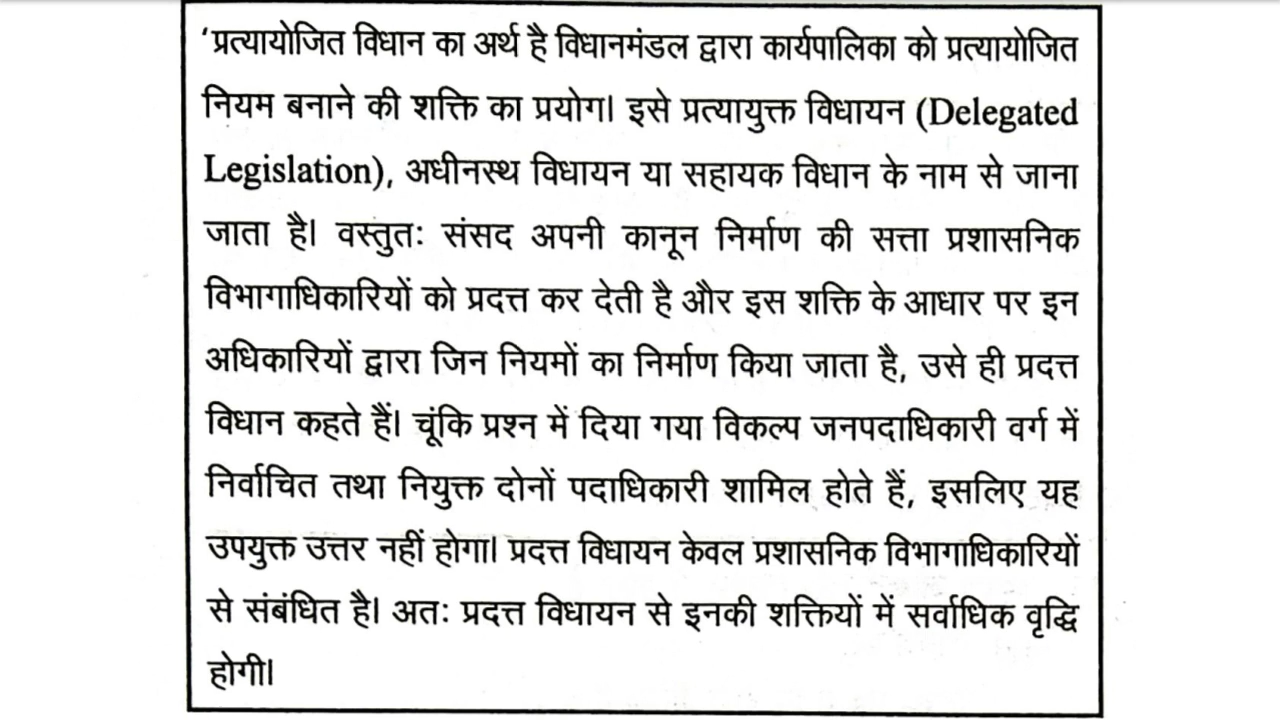 ‘प्रत्यायोजित विधान का अर्थ है विधानमंडल द्वारा कार्यपालिका को प्रत्यायोजित
नियम बनाने की शक्ति का प्रयोग। इसे प्रत्यायुक्त विधायन (Delegated
Legislation), अधीनस्थ विधायन या सहायक विधान के नाम से जाना
जाता है। वस्तुतः संसद अपनी कानून निर्माण की सत्ता प्रशासनिक
विभागाधिकारियों को प्रदत्त कर देती है और इस शक्ति के आधार पर इन
अधिकारियों द्वारा जिन नियमों का निर्माण किया जाता है, उसे ही प्रदत्त
विधान कहते हैं। चूंकि प्रश्न में दिया गया विकल्प जनपदाधिकारी वर्ग में
निर्वाचित तथा नियुक्त दोनों पदाधिकारी शामिल होते हैं, इसलिए यह
उपयुक्त उत्तर नहीं होगा। प्रदत्त विधायन केवल प्रशासनिक विभागाधिकारियों
से संबंधित है। अतः प्रदत्त विधायन से इनकी शक्तियों में सर्वाधिक वृद्धि
होगी।